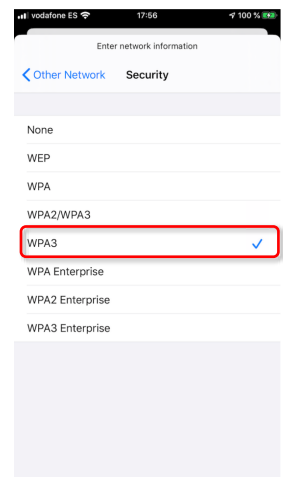 vodafone ES 17:56 100 %
Enter network information
Other Network Security
None
WEP
WPA
WPA2/WPA3
WPA3
WPA Enterprise
WPA2 Enterprise
WPA3 Enterprise